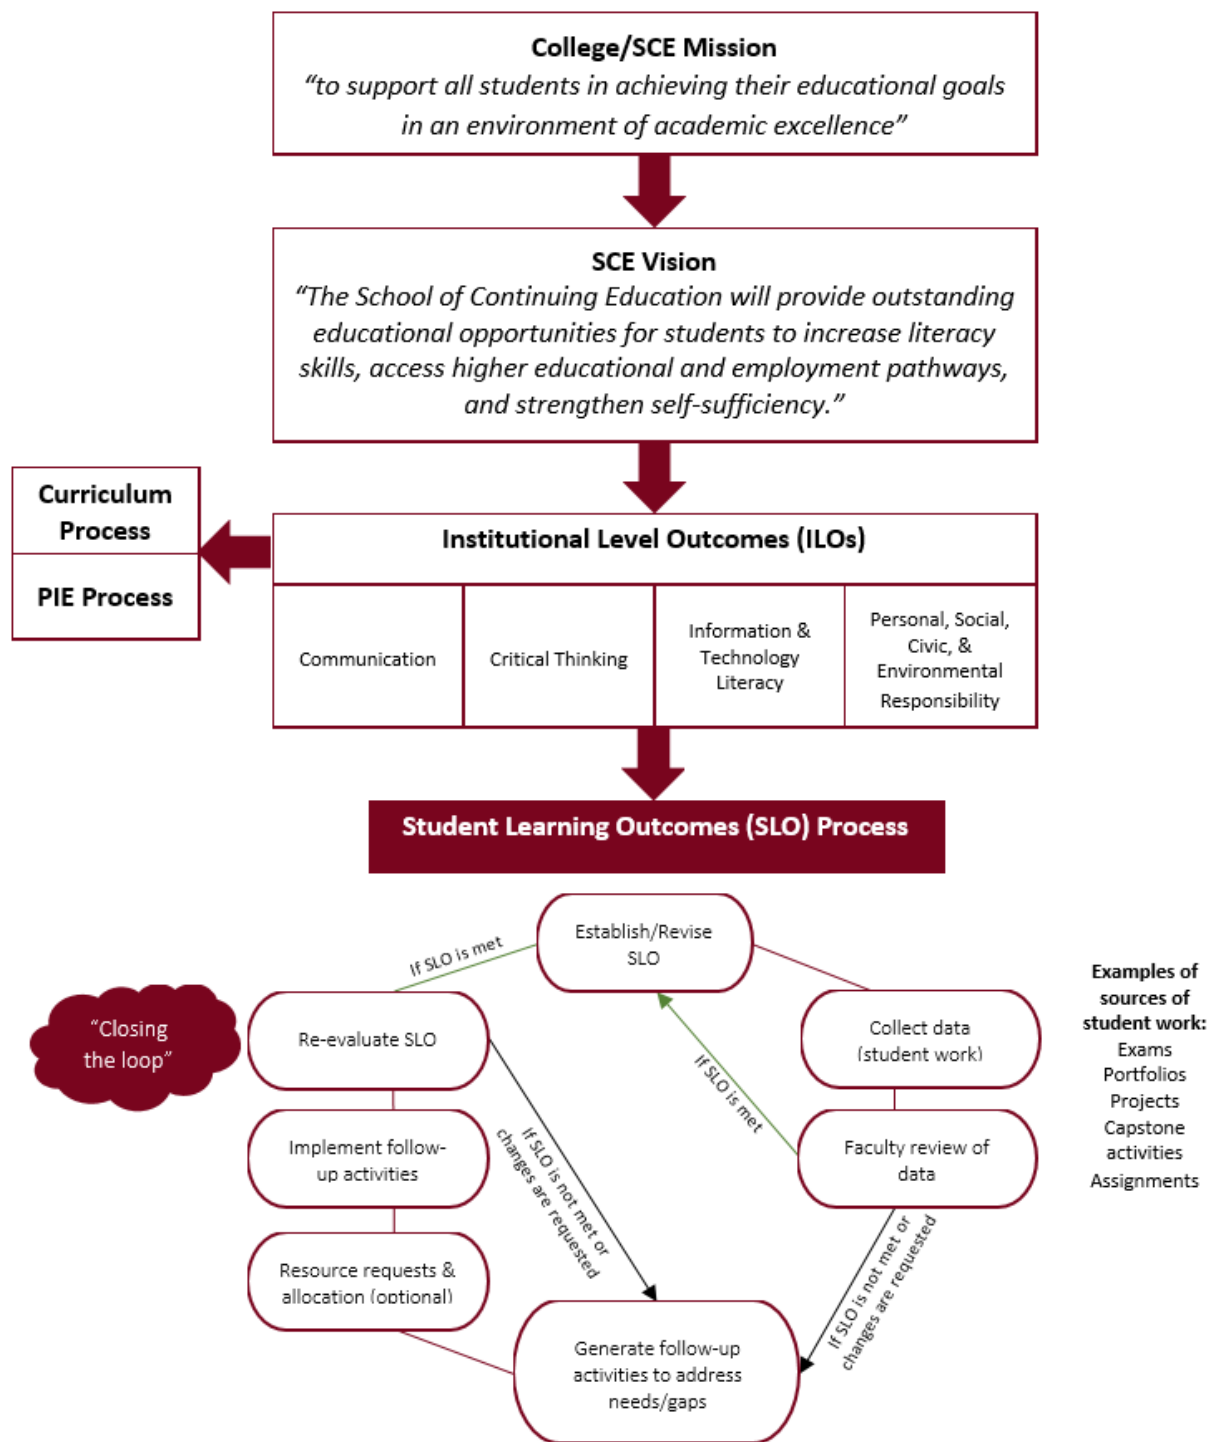 College/SCE Mission
“to support all students in achieving their educational goals
in an environment of academic excellence”
SCE Vision
“The School of Continuing Education will provide outstanding
educational opportunities for students to increase literacy
skills, access higher educational and employment pathways,
and strengthen self-sufficiency.”
Curriculum
Process
PIE Process
Institutional Level Outcomes (ILOs)
Communication
Critical Thinking
Information &
Technology
Literacy
Personal, Social,
Civic, &
Environmental
Responsibility
Student Learning Outcomes (SLO) Process
Establish/Revise
SLO
If SLO is met
“Closing
the loop”
Re-evaluate SLO
Collect data
(student work)
Examples of
sources of
student work:
Exams
Portfolios
Projects
Capstone
activities
Assignments
If SLO is met
Implement follow-
up activities
If SLO is not met or
changes are requested
Faculty review of
data
Resource requests &
allocation (optional)
If SLO is not met or
changes are requested
Generate follow-up
activities to address
needs/gaps